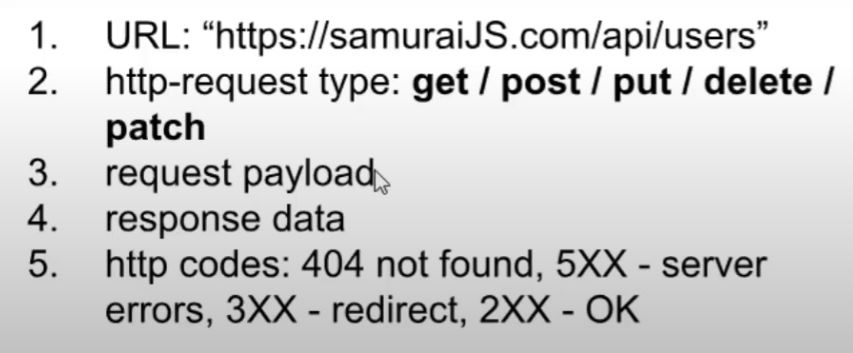 1. URL: “https://samuraiJS.com/api/users”
2. http-request type: get / post / put / delete /
patch
3. request payload
4. response data
5. http codes: 404 not found, 5XX - server
errors, 3XX - redirect, 2XX - OK